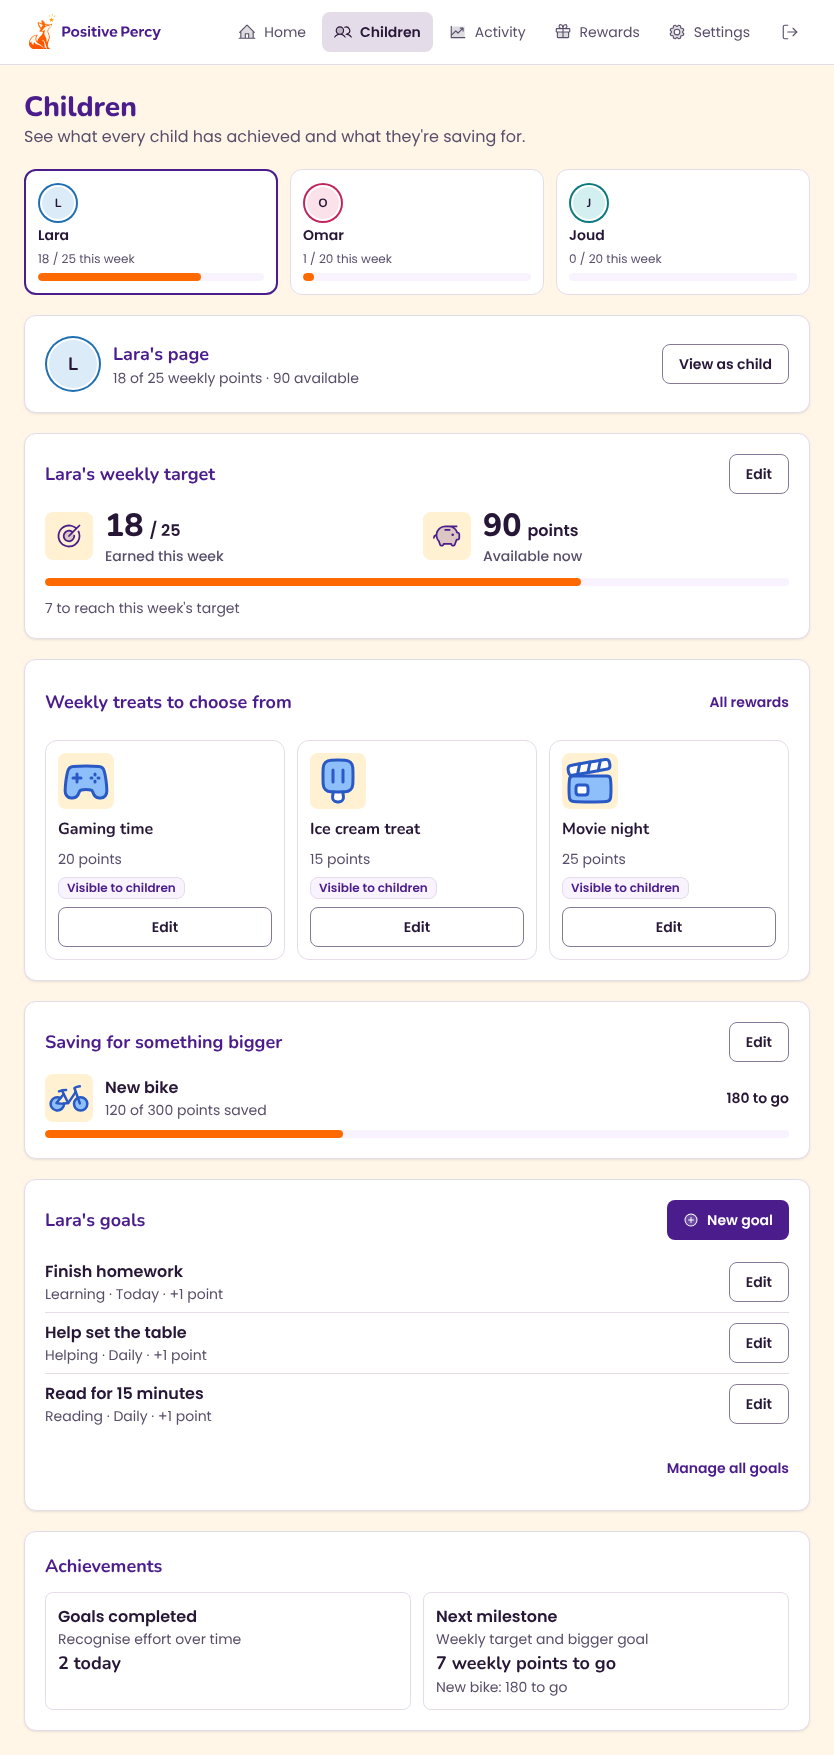 Positive Percy
Home
Children
Activity
Rewards
Settings
Children
See what every child has achieved and what they're saving for.
L
Lara
18 / 25 this week
O
Omar
1 / 20 this week
J
Joud
0 / 20 this week
L
Lara's page
18 of 25 weekly points · 90 available
View as child
Lara's weekly target
Edit
18 / 25
Earned this week
90 points
Available now
7 to reach this week's target
Weekly treats to choose from
All rewards
Gaming time
20 points
Visible to children
Edit
Ice cream treat
15 points
Visible to children
Edit
Movie night
25 points
Visible to children
Edit
Saving for something bigger
Edit
New bike
120 of 300 points saved
180 to go
Lara's goals
New goal
Finish homework
Learning · Today · +1 point
Edit
Help set the table
Helping · Daily · +1 point
Edit
Read for 15 minutes
Reading · Daily · +1 point
Edit
Manage all goals
Achievements
Goals completed
Recognise effort over time
2 today
Next milestone
Weekly target and bigger goal
7 weekly points to go
New bike: 180 to go